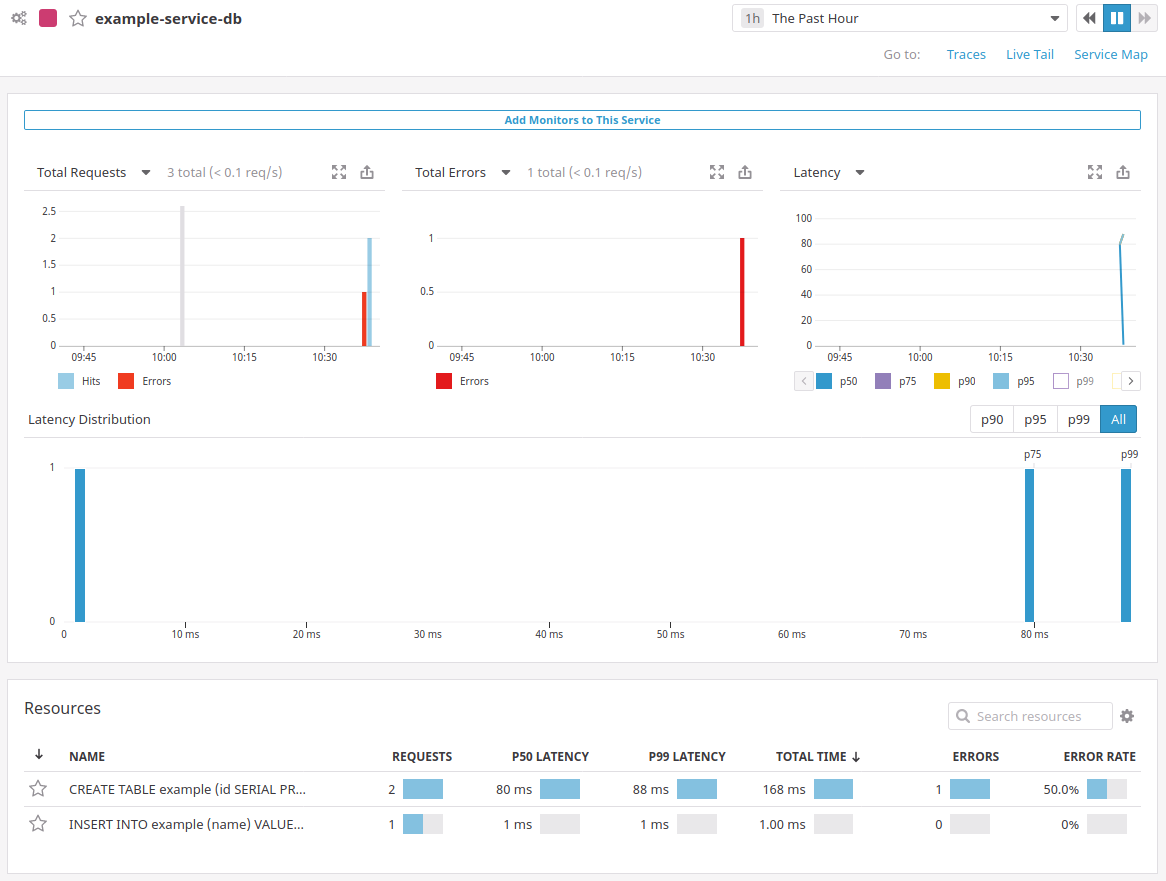 example-service-db
1h The Past Hour
Go to: Traces Live Tail Service Map
Add Monitors to This Service
Total Requests 3 total (< 0.1 req/s)
2.5
2
1.5
1
0.5
0
09:45 10:00 10:15 10:30
Hits Errors
Total Errors 1 total (< 0.1 req/s)
1
0.5
0
09:45 10:00 10:15 10:30
Errors
Latency
100
80
60
40
20
0
09:45 10:00 10:15 10:30
p50 p75 p90 p95 p99
Latency Distribution
p90 p95 p99 All
p75 p99
1
0
0 10 ms 20 ms 30 ms 40 ms 50 ms 60 ms 70 ms 80 ms
Resources
Search resources
NAME REQUESTS P50 LATENCY P99 LATENCY TOTAL TIME ERRORS ERROR RATE
CREATE TABLE example (id SERIAL PR... 2 80 ms 88 ms 168 ms 1 50.0%
INSERT INTO example (name) VALUE... 1 1 ms 1 ms 1.00 ms 0 0%